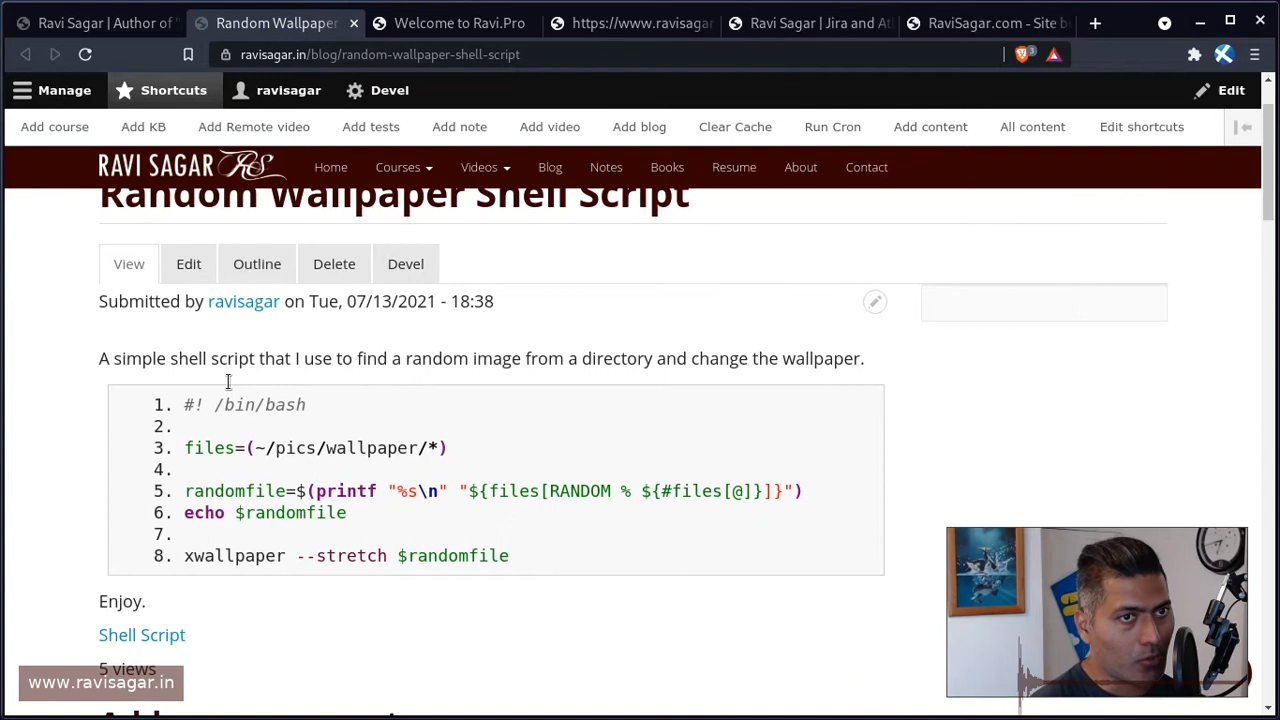 Ravi Sagar | Author of "
Random Wallpaper
Welcome to Ravi.Pro
https://www.ravisagar
Ravi Sagar | Jira and At
RaviSagar.com - Site b
ravisagar.in/blog/random-wallpaper-shell-script
3
Manage
Shortcuts
ravisagar
Devel
Edit
Add course
Add KB
Add Remote video
Add tests
Add note
Add video
Add blog
Clear Cache
Run Cron
Add content
All content
Edit shortcuts
RAVI SAGAR RS
Home
Courses
Videos
Blog
Notes
Books
Resume
About
Contact
Random Wallpaper Shell Script
View
Edit
Outline
Delete
Devel
Submitted by ravisagar on Tue, 07/13/2021 - 18:38
A simple shell script that I use to find a random image from a directory and change the wallpaper.
1. #! /bin/bash
2.
3. files=(~/pics/wallpaper/*)
4.
5. randomfile=$(printf "%s\n" "${files[RANDOM % ${#files[@]}]}")
6. echo $randomfile
7.
8. xwallpaper --stretch $randomfile
Enjoy.
Shell Script
5 views
www.ravisagar.in